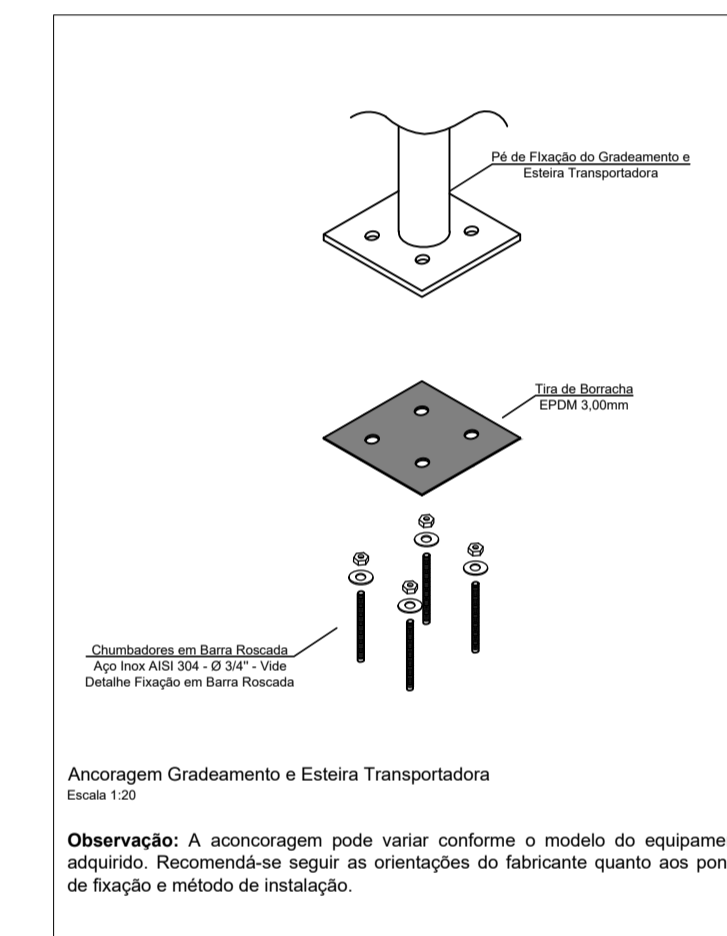 Pé de FIxação do Gradeamento e
Esteira Transportadora
Tira de Borracha
EPDM 3,00mm
Chumbadores em Barra Roscada
Aço Inox AISI 304 - Ø 3/4" - Vide
Detalhe Fixação em Barra Roscada
Ancoragem Gradeamento e Esteira Transportadora
Escala 1:20
Observação: A aconcoragem pode variar conforme o modelo do equipame
adquirido. Recomendá-se seguir as orientações do fabricante quanto aos pon
de fixação e método de instalação.